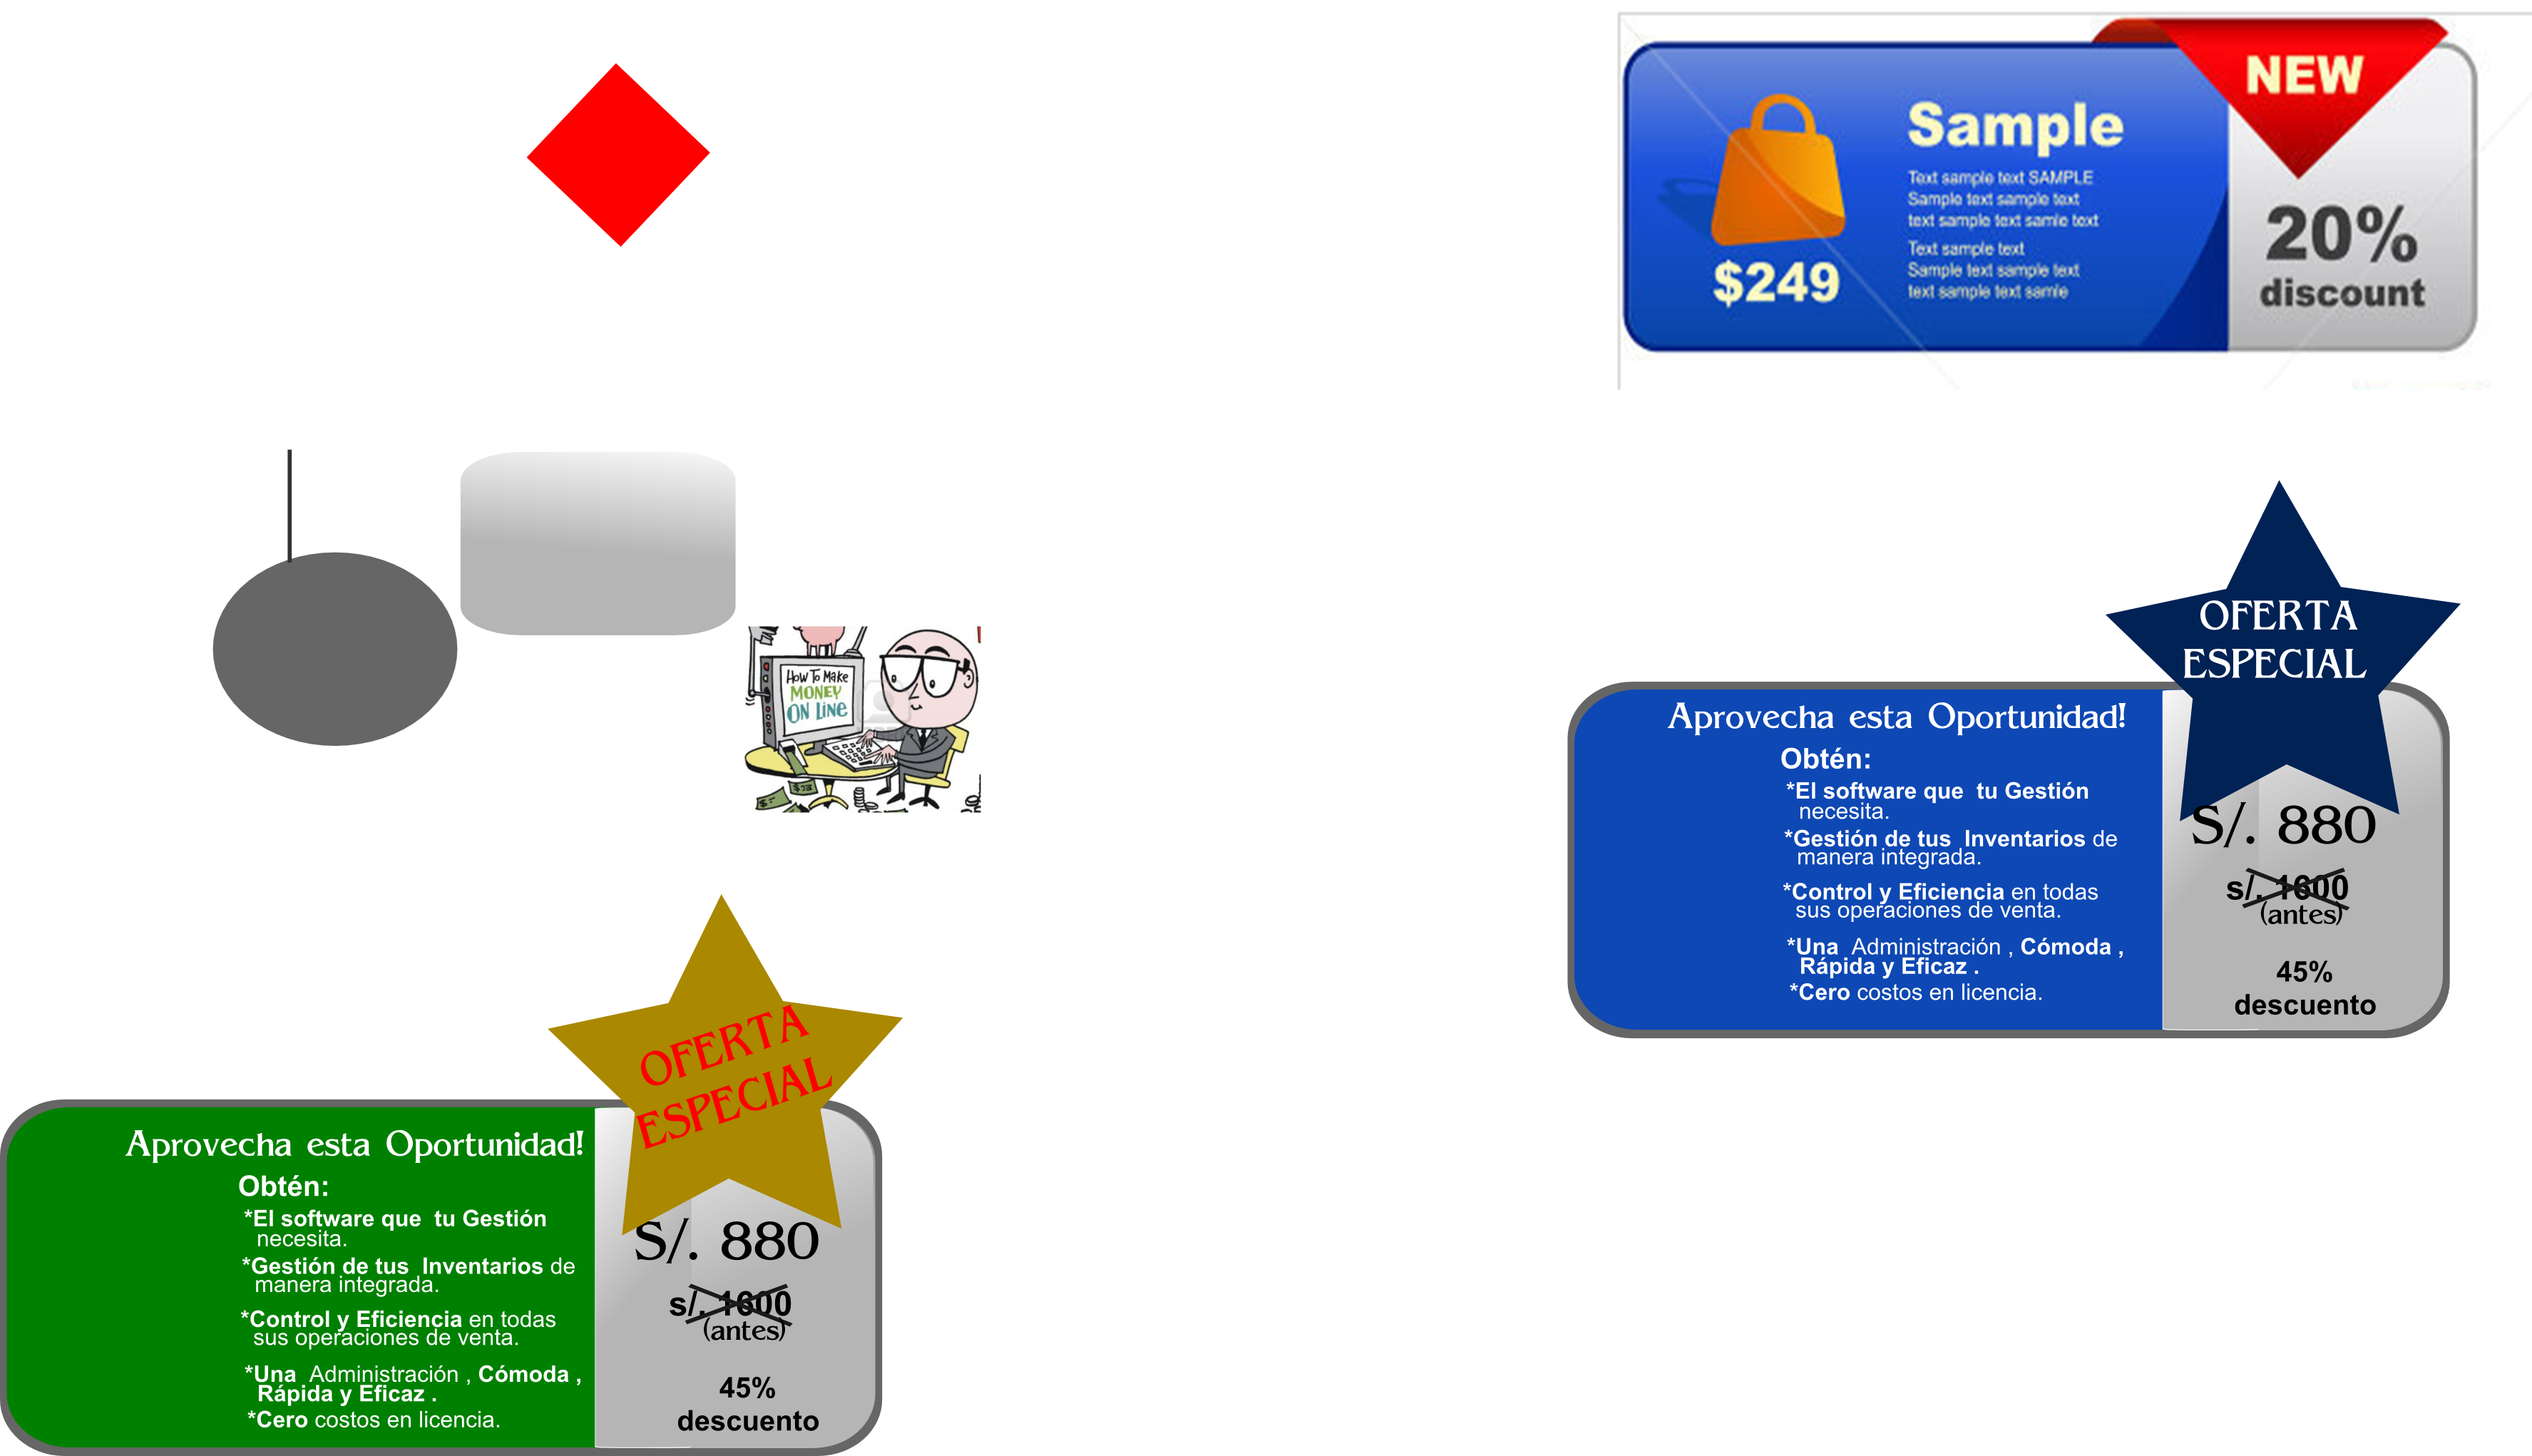 NEW
Sample
Text sample text SAMPLE
Sample text sample text
text sample text samle text
Text sample text
Sample text sample text
text sample text samle
$249
20%
discount
How To Make
MONEY
ON LiNe
OFERTA
ESPECIAL
Aprovecha esta Oportunidad!
Obtén:
*El software que tu Gestión
necesita.
*Gestión de tus Inventarios de
manera integrada.
*Control y Eficiencia en todas
sus operaciones de venta.
*Una Administración , Cómoda ,
Rápida y Eficaz .
*Cero costos en licencia.
S/. 880
s/. 1600
(antes)
45%
descuento
OFERTA
ESPECIAL
Aprovecha esta Oportunidad!
Obtén:
*El software que tu Gestión
necesita.
*Gestión de tus Inventarios de
manera integrada.
*Control y Eficiencia en todas
sus operaciones de venta.
*Una Administración , Cómoda ,
Rápida y Eficaz .
*Cero costos en licencia.
S/. 880
s/. 1600
(antes)
45%
descuento